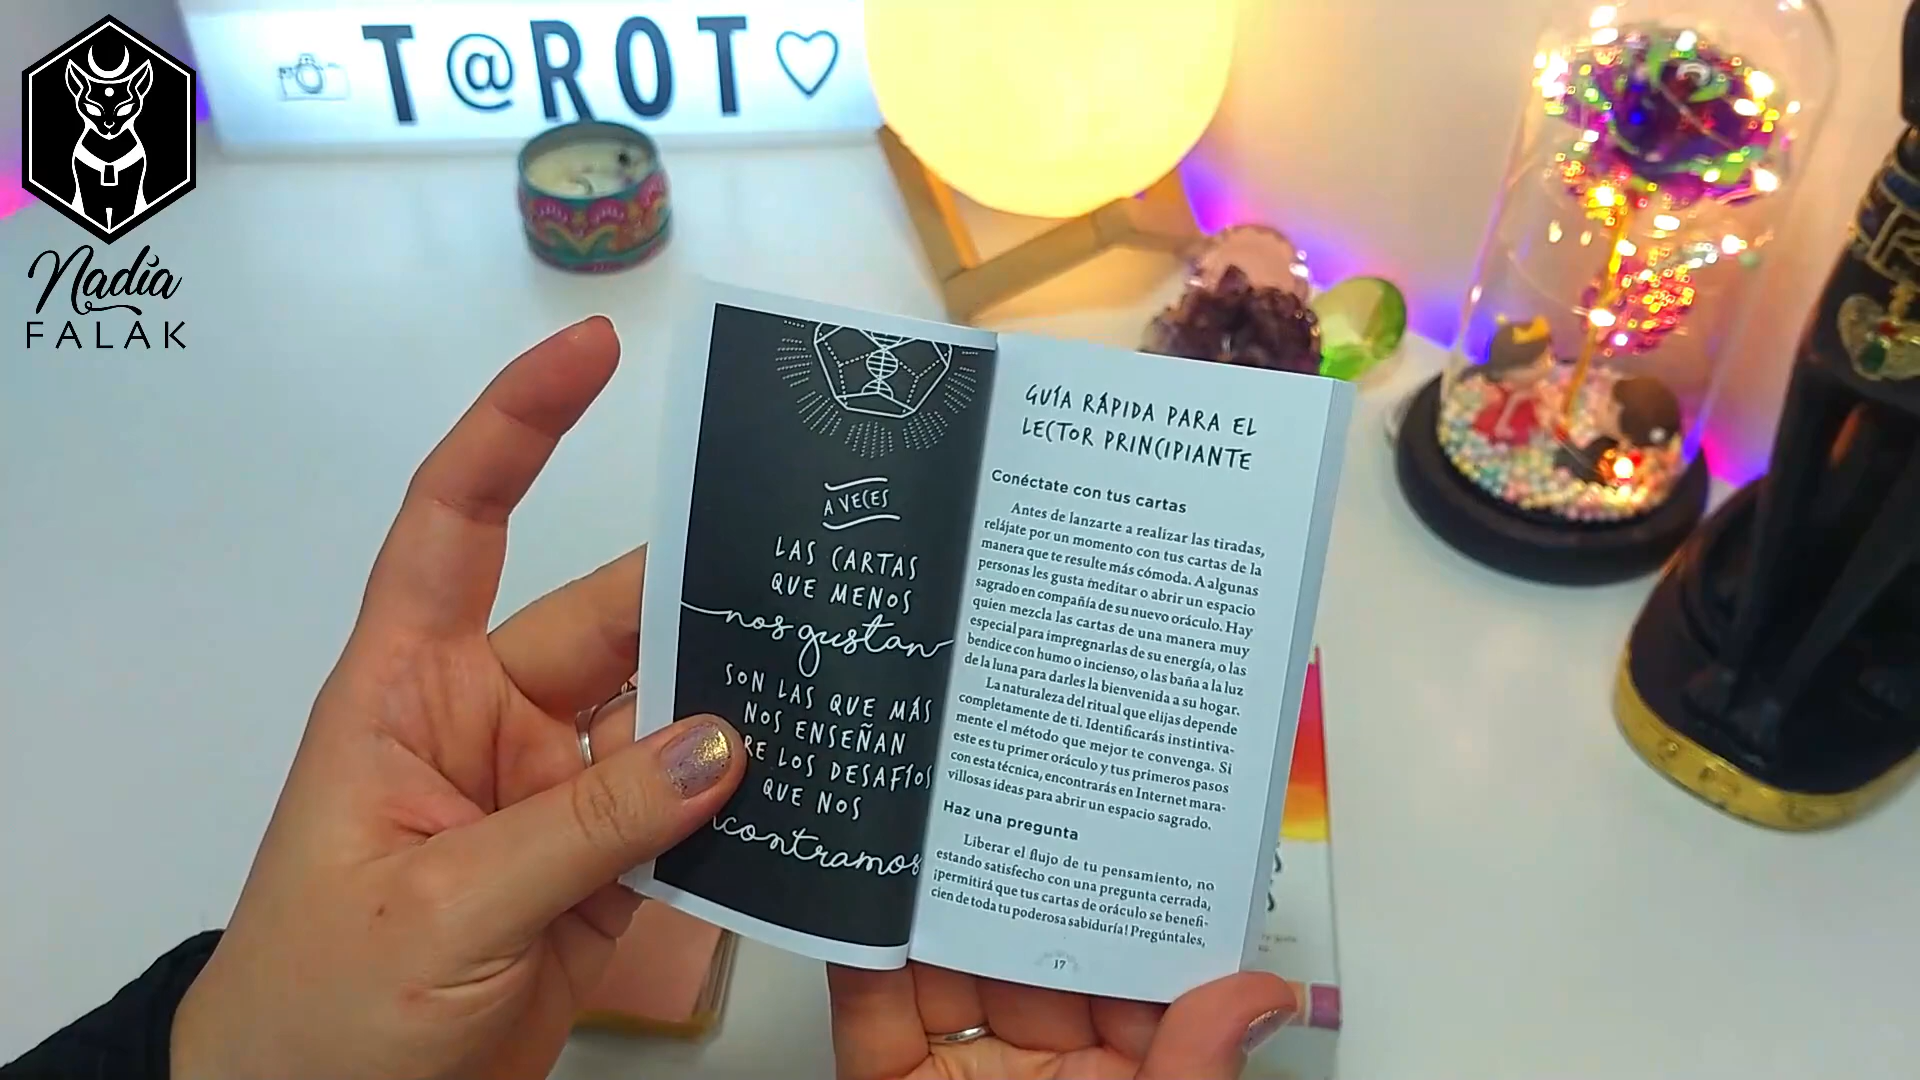 T@ROT
Nadia
FALAK
A VECES
LAS CARTAS
QUE MENOS
nos gustan
SON LAS QUE MÁS
NOS ENSEÑAN
RE LOS DESAFÍOS
QUE NOS
contramos
GUÍA RÁPIDA PARA EL
LECTOR PRINCIPIANTE
Conéctate con tus cartas
Antes de lanzarte a realizar las tiradas,
relájate por un momento con tus cartas de la
manera que te resulte más cómoda. A algunas
personas les gusta meditar o abrir un espacio
sagrado en compañía de su nuevo oráculo. Hay
quien mezcla las cartas de una manera muy
especial para impregnarlas de su energía, o las
bendice con humo o incienso, o las baña a la luz
de la luna para darles la bienvenida a su hogar.
La naturaleza del ritual que elijas depende
completamente de ti. Identificarás instintiva-
mente el método que mejor te convenga. Si
este es tu primer oráculo y tus primeros pasos
con esta técnica, encontrarás en Internet mara-
villosas ideas para abrir un espacio sagrado.
Haz una pregunta
Liberar el flujo de tu pensamiento, no
estando satisfecho con una pregunta cerrada,
¡permitirá que tus cartas de oráculo se benefi-
cien de toda tu poderosa sabiduría! Pregúntales,
17